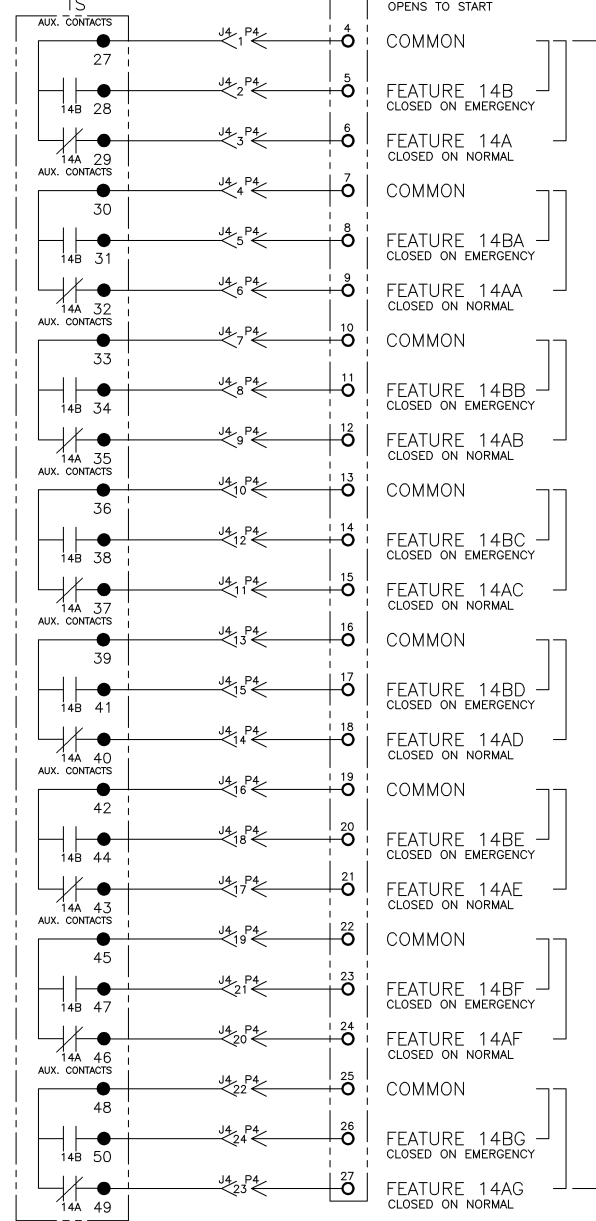 TS
OPENS TO START
AUX. CONTACTS
27 J4 1 P4 4 COMMON
14B 28 J4 2 P4 5 FEATURE 14B
CLOSED ON EMERGENCY
14A 29 J4 3 P4 6 FEATURE 14A
CLOSED ON NORMAL
AUX. CONTACTS
30 J4 4 P4 7 COMMON
14B 31 J4 5 P4 8 FEATURE 14BA
CLOSED ON EMERGENCY
14A 32 J4 6 P4 9 FEATURE 14AA
CLOSED ON NORMAL
AUX. CONTACTS
33 J4 7 P4 10 COMMON
14B 34 J4 8 P4 11 FEATURE 14BB
CLOSED ON EMERGENCY
14A 35 J4 9 P4 12 FEATURE 14AB
CLOSED ON NORMAL
AUX. CONTACTS
36 J4 10 P4 13 COMMON
14B 38 J4 12 P4 14 FEATURE 14BC
CLOSED ON EMERGENCY
14A 37 J4 11 P4 15 FEATURE 14AC
CLOSED ON NORMAL
AUX. CONTACTS
39 J4 13 P4 16 COMMON
14B 41 J4 15 P4 17 FEATURE 14BD
CLOSED ON EMERGENCY
14A 40 J4 14 P4 18 FEATURE 14AD
CLOSED ON NORMAL
AUX. CONTACTS
42 J4 16 P4 19 COMMON
14B 44 J4 18 P4 20 FEATURE 14BE
CLOSED ON EMERGENCY
14A 43 J4 17 P4 21 FEATURE 14AE
CLOSED ON NORMAL
AUX. CONTACTS
45 J4 19 P4 22 COMMON
14B 47 J4 21 P4 23 FEATURE 14BF
CLOSED ON EMERGENCY
14A 46 J4 20 P4 24 FEATURE 14AF
CLOSED ON NORMAL
AUX. CONTACTS
48 J4 22 P4 25 COMMON
14B 50 J4 24 P4 26 FEATURE 14BG
CLOSED ON EMERGENCY
14A 49 J4 23 P4 27 FEATURE 14AG
CLOSED ON NORMAL